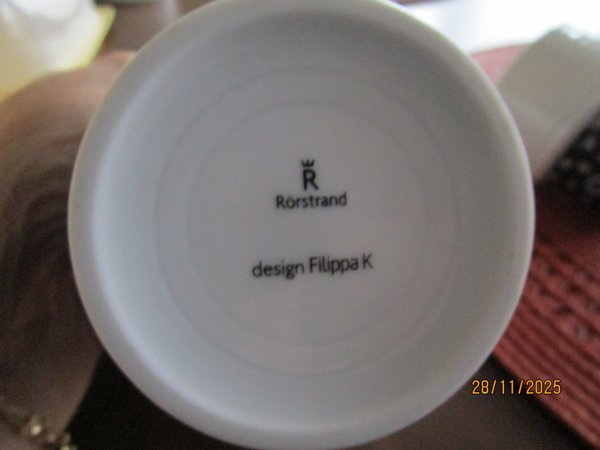 R
Rörstrand
design Filippa K
28/11/2025